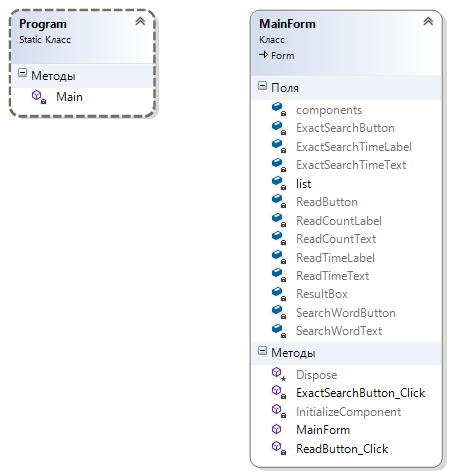 Program
Static Класс
Методы
Main
MainForm
Класс
Form
Поля
components
ExactSearchButton
ExactSearchTimeLabel
ExactSearchTimeText
list
ReadButton
ReadCountLabel
ReadCountText
ReadTimeLabel
ReadTimeText
ResultBox
SearchWordButton
SearchWordText
Методы
Dispose
ExactSearchButton_Click
InitializeComponent
MainForm
ReadButton_Click